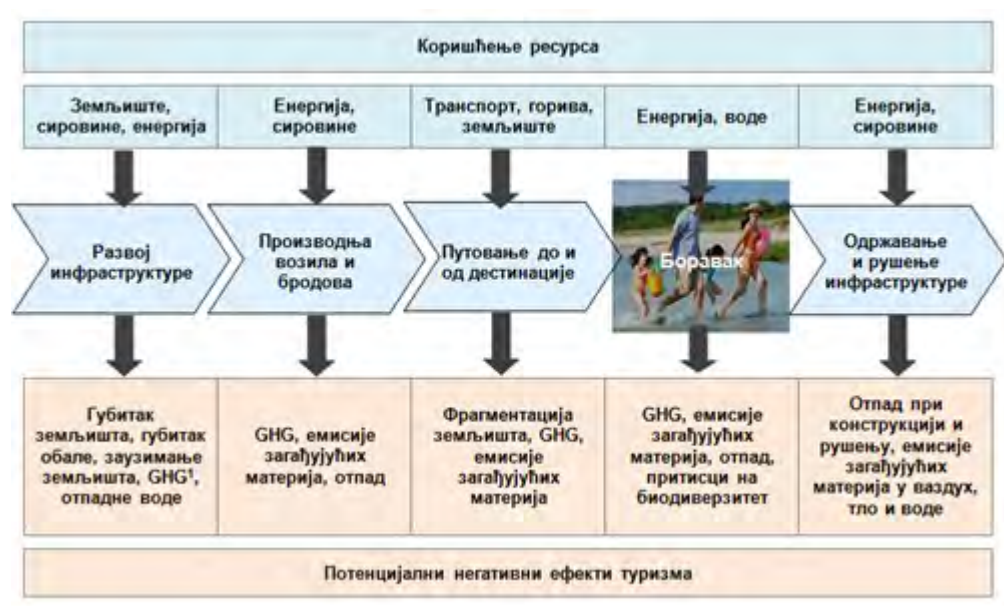 Коришћење ресурса
Земљиште,
сировине, енергија
Енергија,
сировине
Транспорт, горива,
земљиште
Енергија, воде
Енергија,
сировине
Развој
инфраструктуре
Производња
возила и
бродова
Путовање до и
од дестинације
Боравак
Одржавање
и рушење
инфраструктуре
Губитак
земљишта, губитак
обале, заузимање
земљишта, GHG¹,
отпадне воде
GHG, емисије
загађујућих
материја, отпад
Фрагментација
земљишта, GHG,
емисије
загађујућих
материја
GHG, емисије
загађујућих
материја, отпад,
притисци на
биодиверзитет
Отпад при
конструкцији и
рушењу, емисије
загађујућих
материја у ваздух,
тло и воде
Потенцијални негативни ефекти туризма